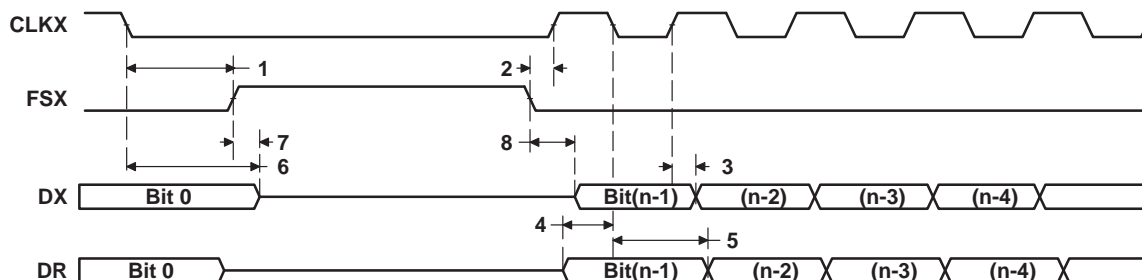 CLKX
1
2
FSX
7
8
6
3
DX
Bit 0
Bit(n-1)
(n-2)
(n-3)
(n-4)
4
5
DR
Bit 0
Bit(n-1)
(n-2)
(n-3)
(n-4)